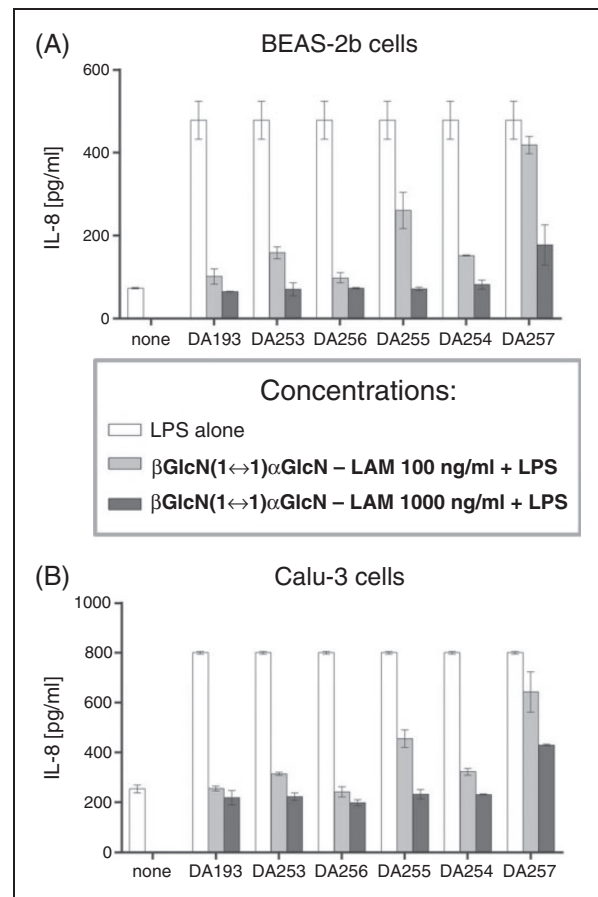 (A) BEAS-2b cells
600
400
200
0
IL-8 [pg/ml]
none DA193 DA253 DA256 DA255 DA254 DA257
Concentrations:
LPS alone
βGlcN(1↔1)αGlcN – LAM 100 ng/ml + LPS
βGlcN(1↔1)αGlcN – LAM 1000 ng/ml + LPS
(B) Calu-3 cells
1000
800
600
400
200
0
IL-8 [pg/ml]
none DA193 DA253 DA256 DA255 DA254 DA257